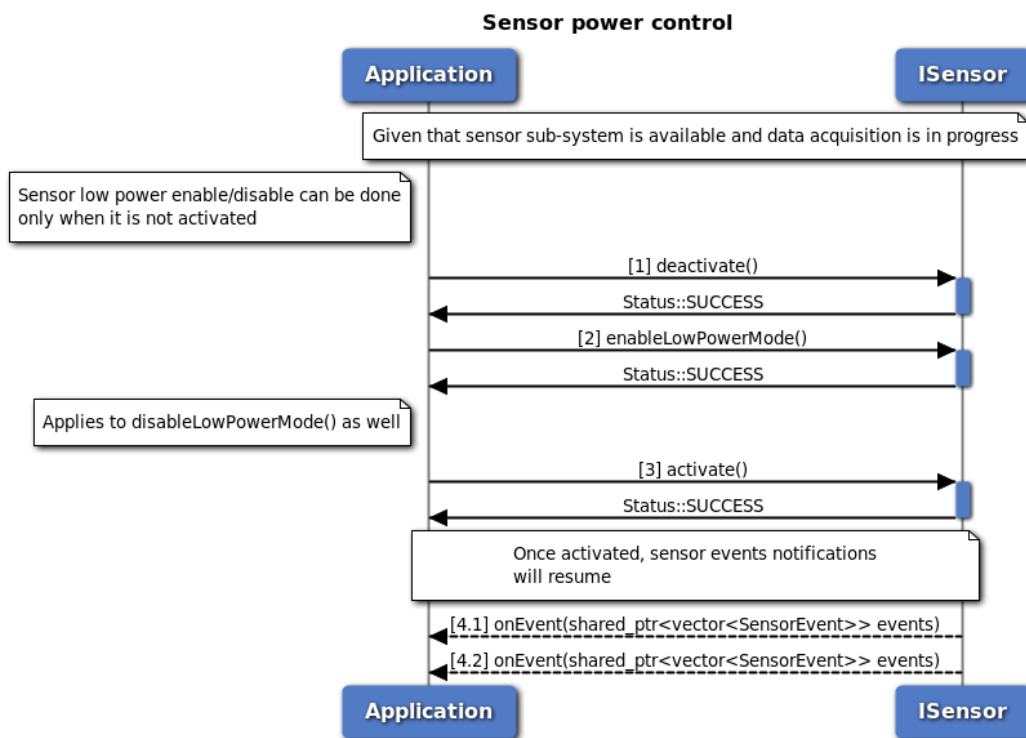 Sensor power control
Application
ISensor
Given that sensor sub-system is available and data acquisition is in progress
Sensor low power enable/disable can be done
only when it is not activated
[1] deactivate()
Status::SUCCESS
[2] enableLowPowerMode()
Status::SUCCESS
Applies to disableLowPowerMode() as well
[3] activate()
Status::SUCCESS
Once activated, sensor events notifications
will resume
[4.1] onEvent(shared_ptr<vector<SensorEvent>> events)
[4.2] onEvent(shared_ptr<vector<SensorEvent>> events)
Application
ISensor